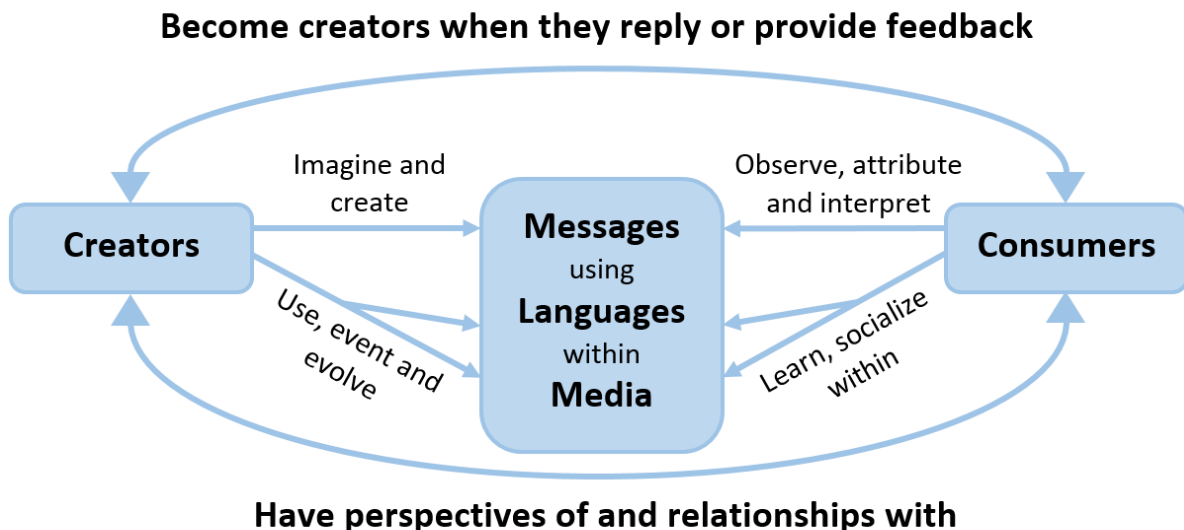 Become creators when they reply or provide feedback
Imagine and
create
Observe, attribute
and interpret
Creators
Messages
using
Languages
within
Media
Consumers
Use, event and
evolve
Learn, socialize
within
Have perspectives of and relationships with